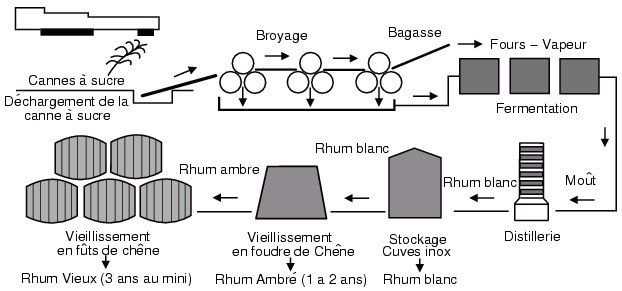 Broyage
Bagasse
Fours – Vapeur
Cannes à sucre
Déchargement de la
canne à sucre
Fermentation
Moût
Distillerie
Rhum blanc
Rhum blanc
Rhum ambre
Stockage
Cuves inox
Rhum blanc
Vieillissement
en foudre de Chêne
Rhum Ambré (1 a 2 ans)
Vieillissement
en fûts de chêne
Rhum Vieux (3 ans au mini)